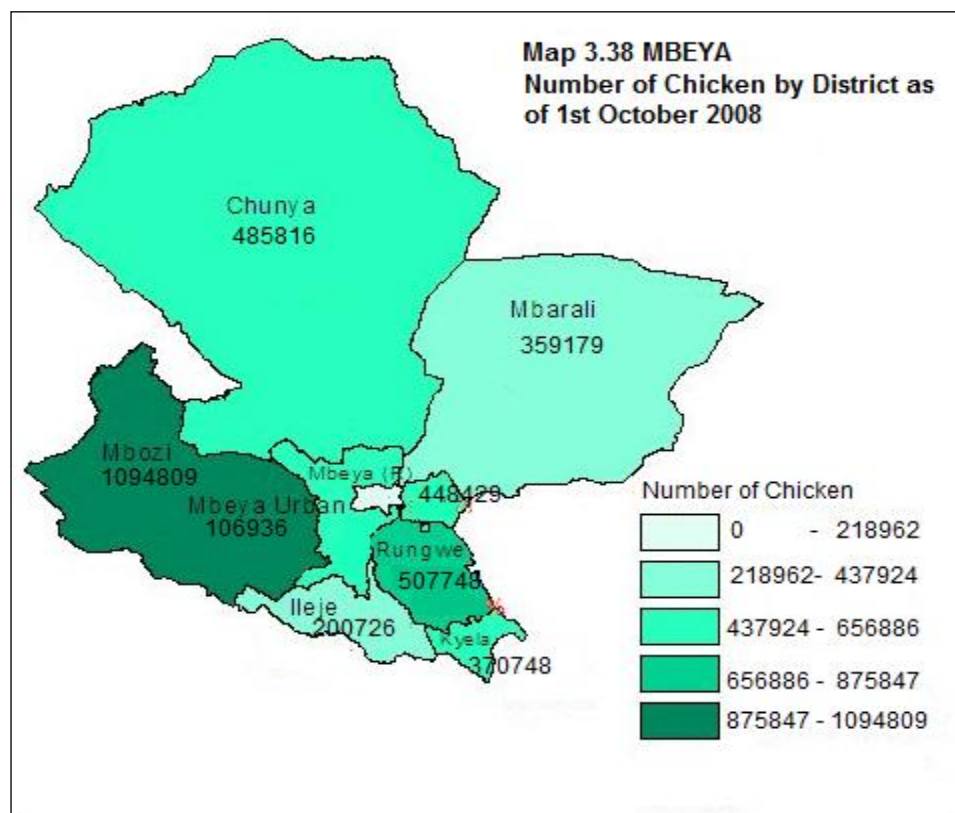 Map 3.38 MBEYA
Number of Chicken by District as
of 1st October 2008
Chunya
485816
Mbarali
359179
Mbozi
1094809
Mbeya (R)
448429
Mbeya Urban
106936
Rungwe
507748
Ileje
200726
Kyela
370748
Number of Chicken
0 - 218962
218962- 437924
437924 - 656886
656886 - 875847
875847 - 1094809